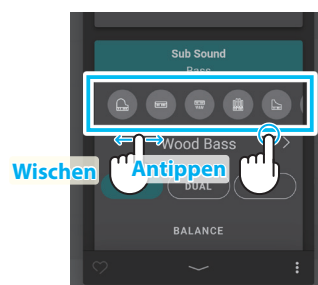 Sub Sound
Bass
Wood Bass
Wischen
Antippen
DUAL
BALANCE